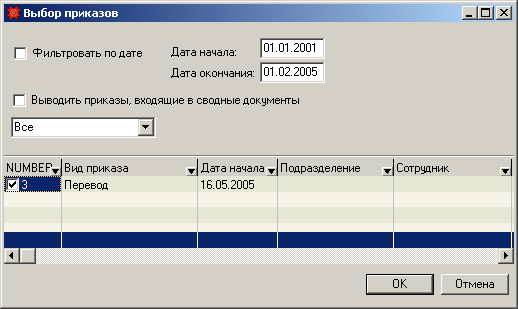 Выбор приказов
Фильтровать по дате
Дата начала: 01.01.2001
Дата окончания: 01.02.2005
Выводить приказы, входящие в сводные документы
Все
NUMBER Вид приказа Дата начала Подразделение Сотрудник
3 Перевод 16.05.2005
OK Отмена